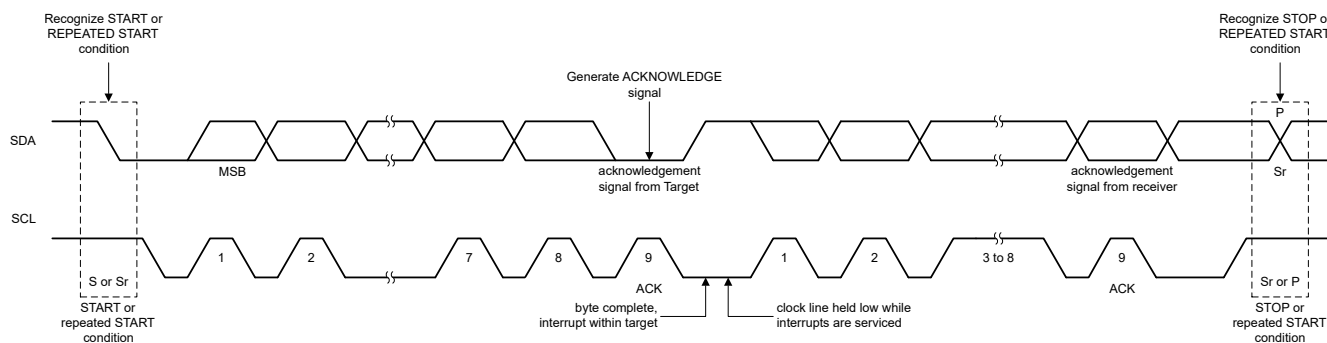 Recognize START or
REPEATED START
condition
Recognize STOP o
REPEATED START
condition
Generate ACKNOWLEDGE
signal
P
SDA
MSB
acknowledgement
signal from Target
acknowledgement
signal from receiver
Sr
SCL
1
2
7
8
9
1
2
3 to 8
9
S or Sr
ACK
ACK
Sr or P
START or
repeated START
condition
byte complete,
interrupt within target
clock line held low while
interrupts are serviced
STOP or
repeated START
condition